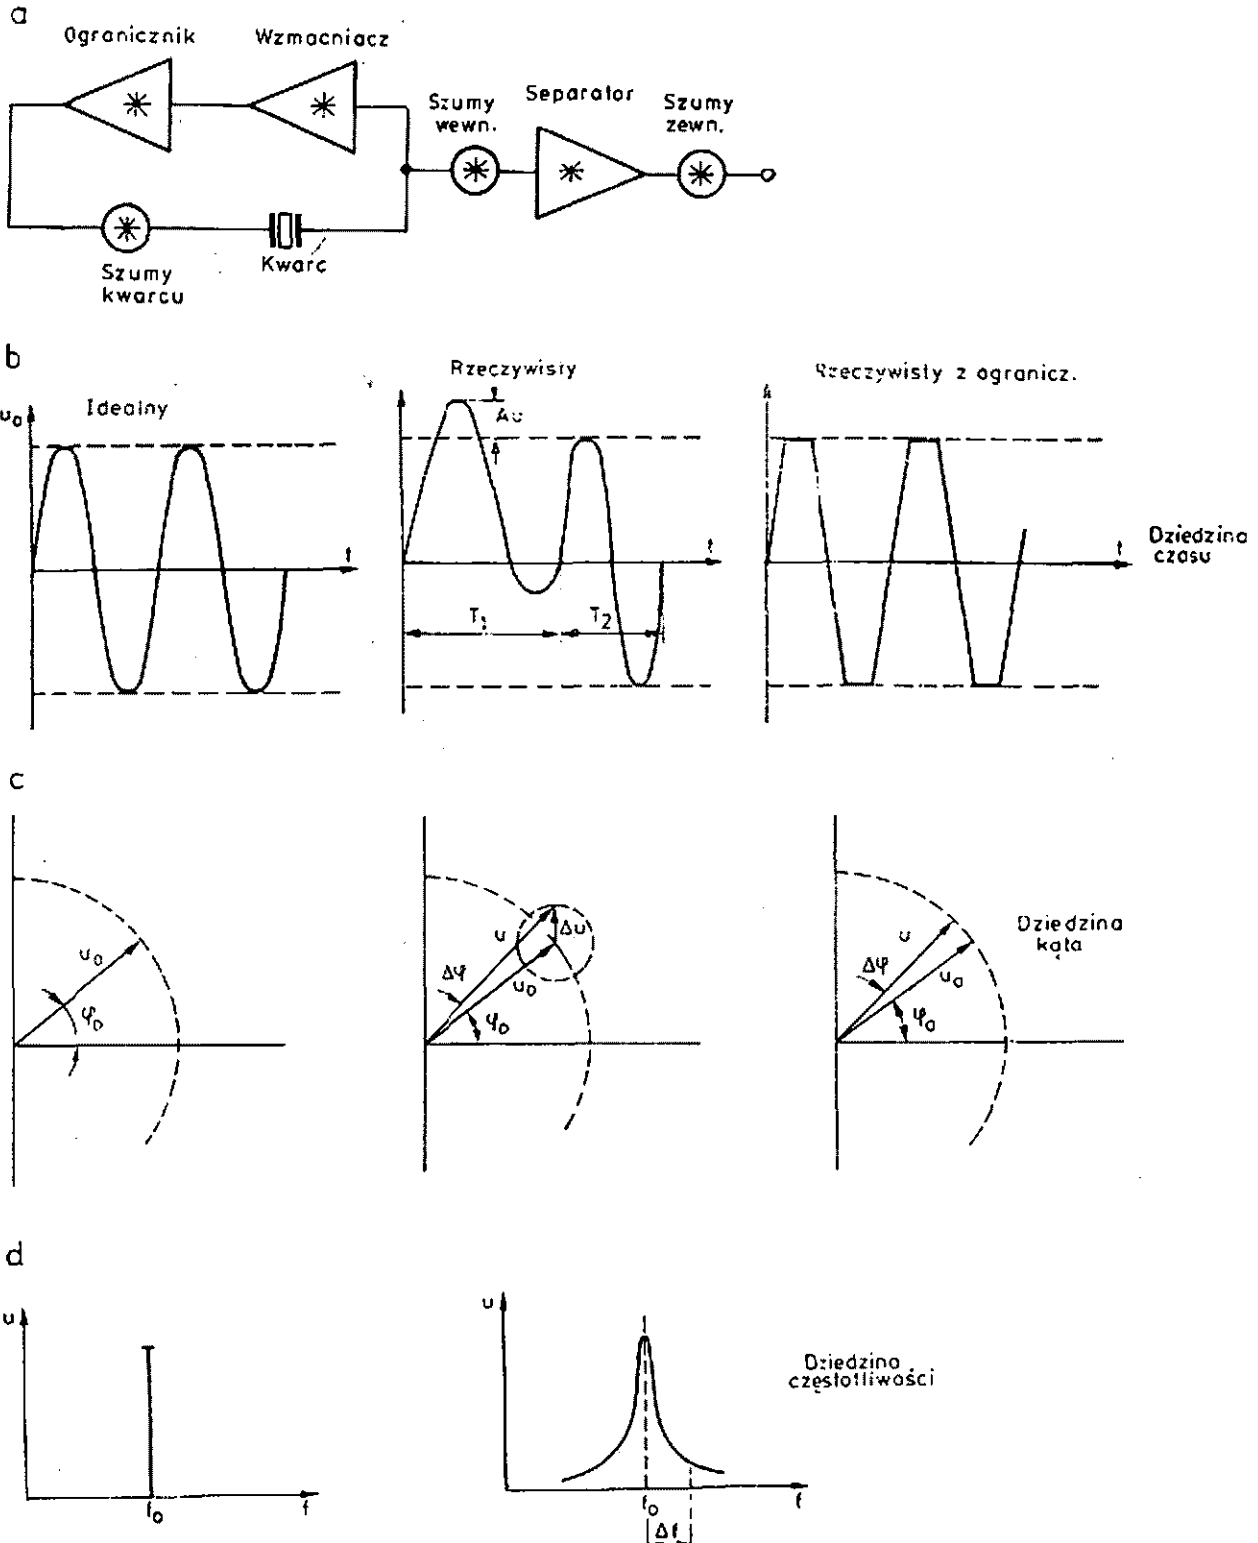 a
Ogranicznik
Wzmacniacz
Szumy
wewn.
Separator
Szumy
zewn.
Szumy
kwarcu
Kwarc
b
u₀
Idealny
t
Rzeczywisty
Δu
t
T₁
T₂
Rzeczywisty z ogranicz.
t
Dziedzina
czasu
c
u₀
φ₀
u
Δu
Δφ
u₀
φ₀
u
Δφ
u₀
φ₀
Dziedzina
kąta
d
u
f₀
f
u
f₀
Δf
f
Dziedzina
częstotliwości